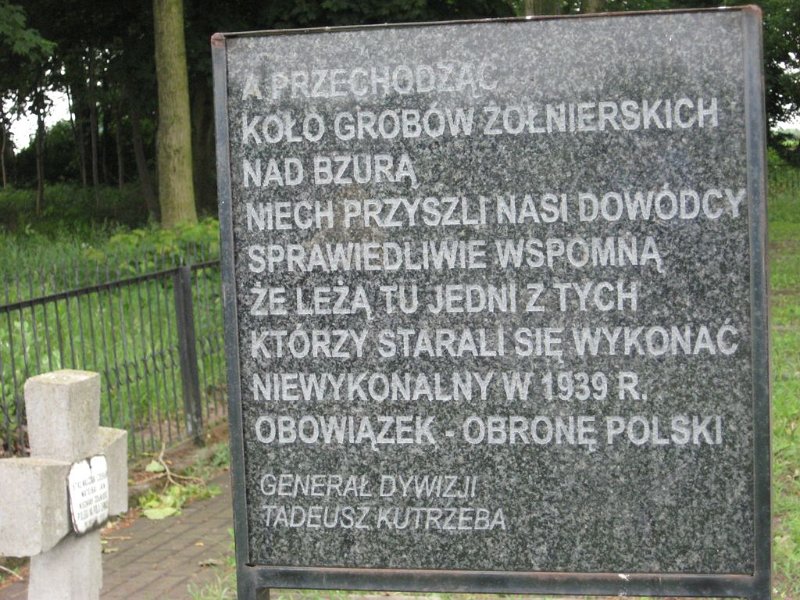 A PRZECHODZĄC
KOŁO GROBÓW ŻOŁNIERSKICH
NAD BZURĄ
NIECH PRZYSZLI NASI DOWÓDCY
SPRAWIEDLIWIE WSPOMNĄ
ŻE LEŻĄ TU JEDNI Z TYCH
KTÓRZY STARALI SIĘ WYKONAĆ
NIEWYKONALNY W 1939 R.
OBOWIĄZEK - OBRONĘ POLSKI
GENERAŁ DYWIZJI
TADEUSZ KUTRZEBA